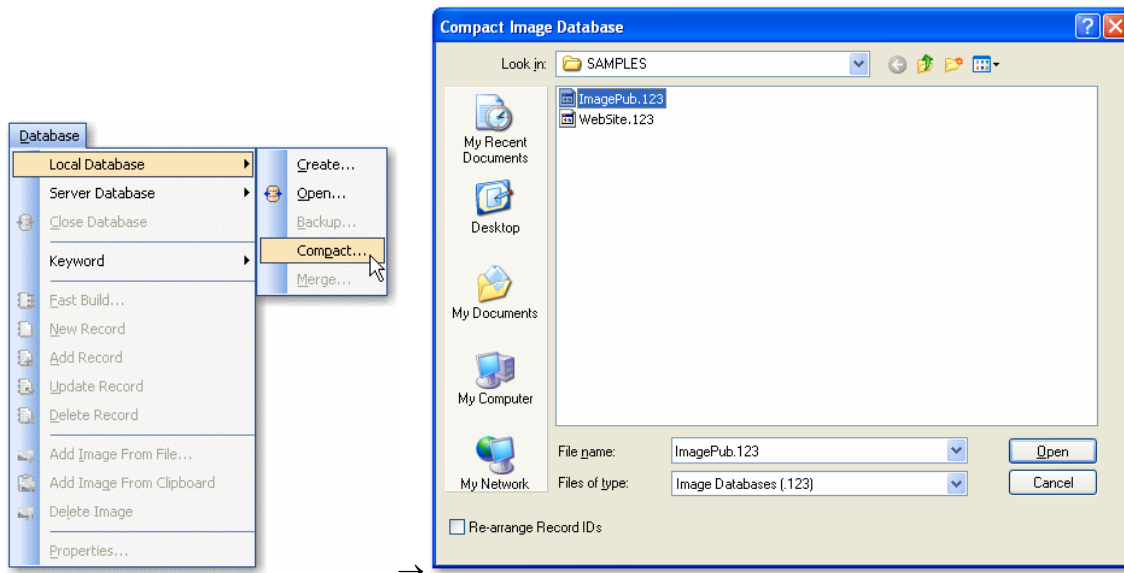 Database
Local Database
Server Database
Close Database
Keyword
Fast Build...
New Record
Add Record
Update Record
Delete Record
Add Image From File...
Add Image From Clipboard
Delete Image
Properties...
Create...
Open...
Backup...
Compact...
Merge...
→
Compact Image Database
Look in: SAMPLES
ImagePub.123
WebSite.123
My Recent
Documents
Desktop
My Documents
My Computer
My Network
File name: ImagePub.123 Open
Files of type: Image Databases (.123) Cancel
Re-arrange Record IDs